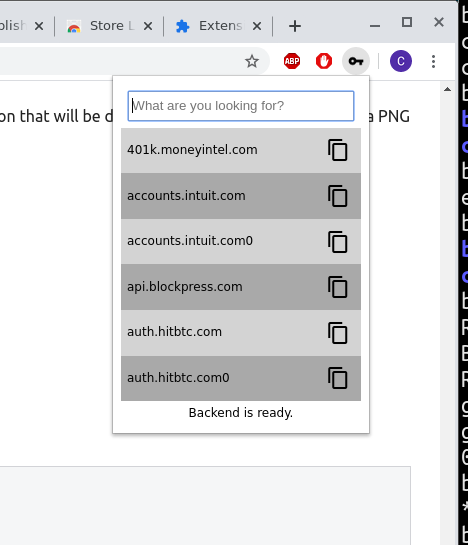 olish
Store L
Extens
ABP
C
on that will be d
a PNG
What are you looking for?
401k.moneyintel.com
accounts.intuit.com
accounts.intuit.com0
api.blockpress.com
auth.hitbtc.com
auth.hitbtc.com0
Backend is ready.